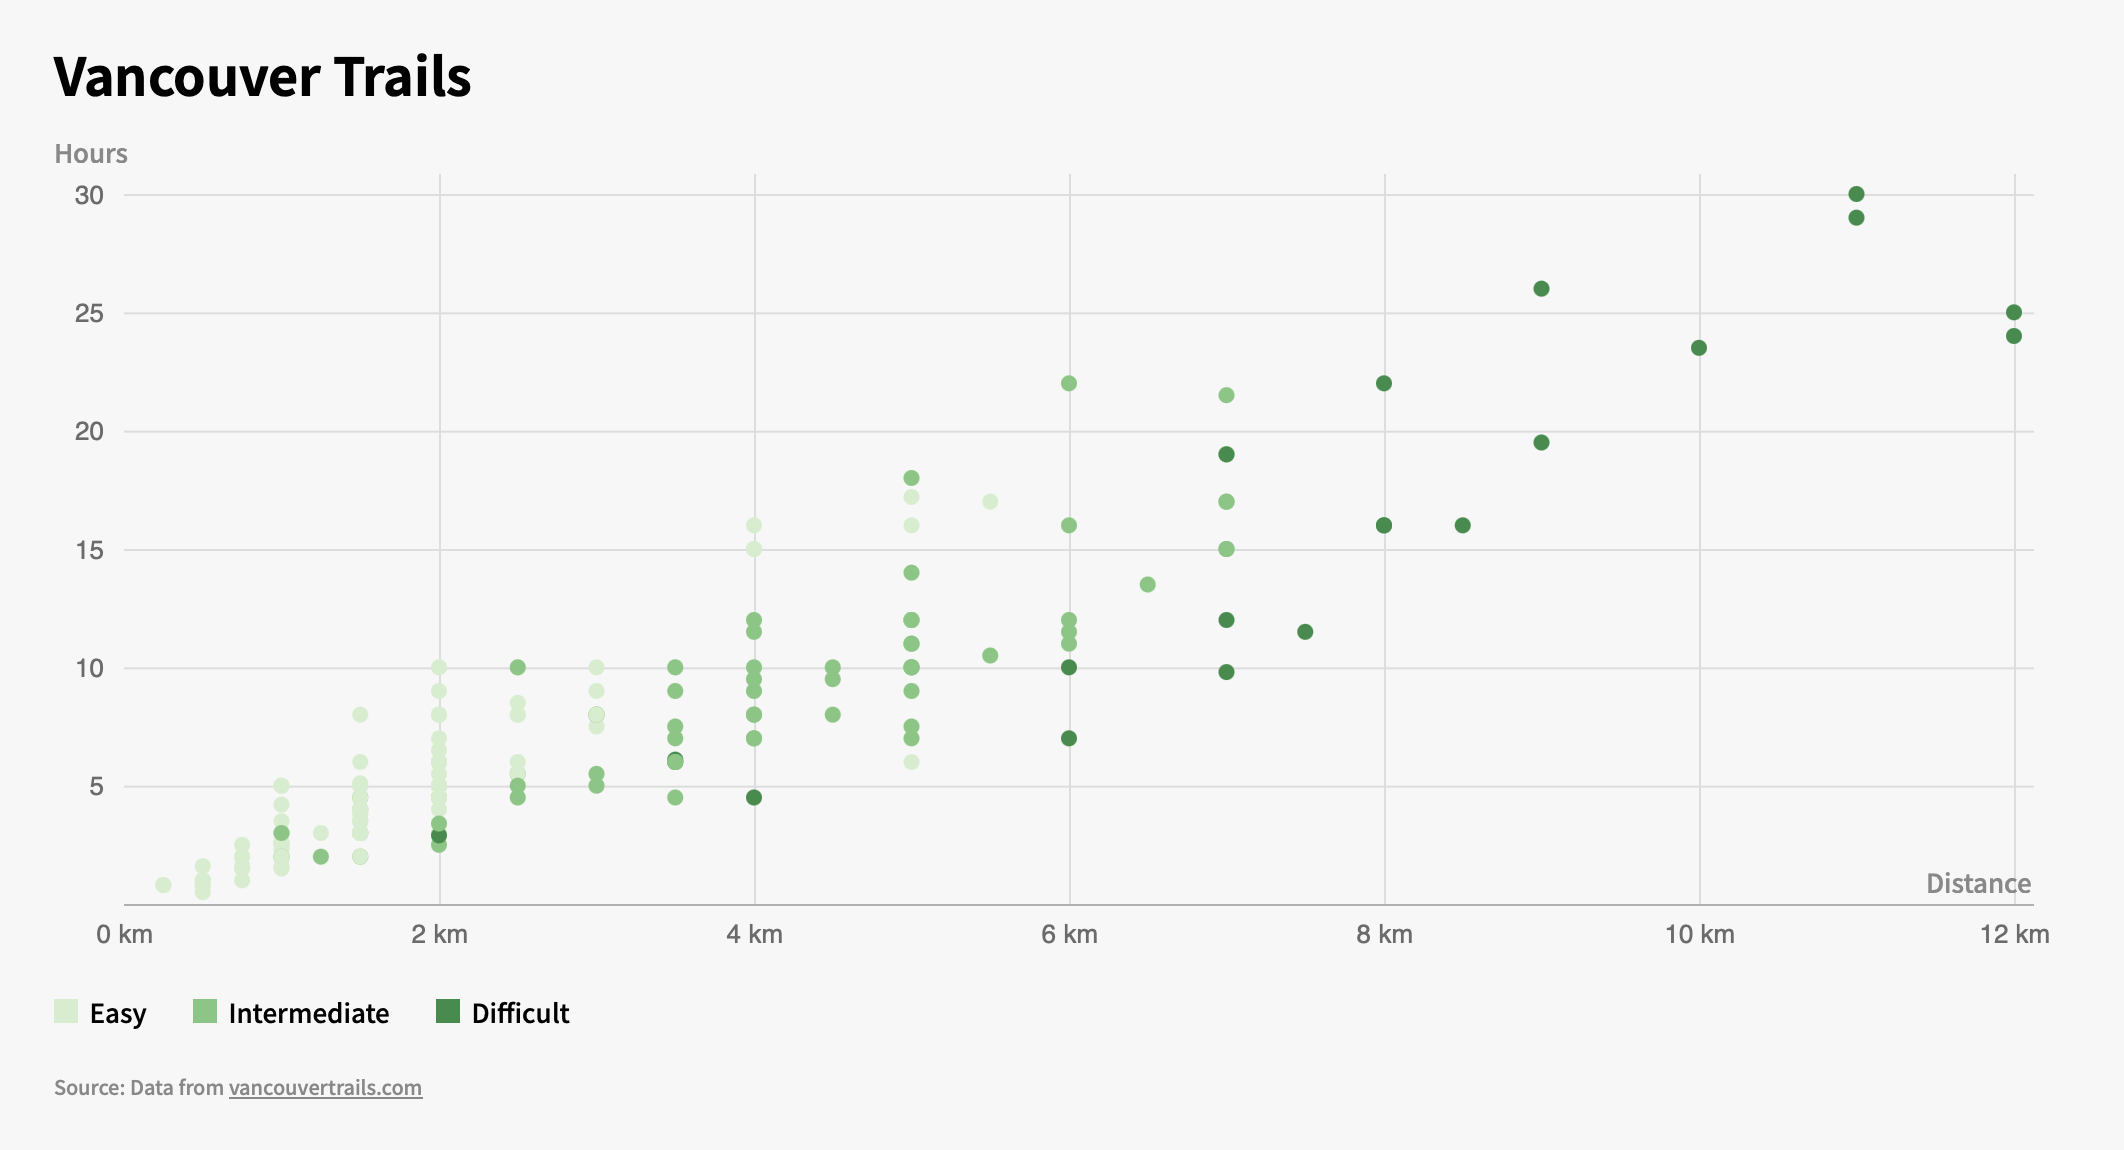 Vancouver Trails
Hours
30
25
20
15
10
5
Distance
0 km 2 km 4 km 6 km 8 km 10 km 12 km
Easy Intermediate Difficult
Source: Data from vancouvertrails.com